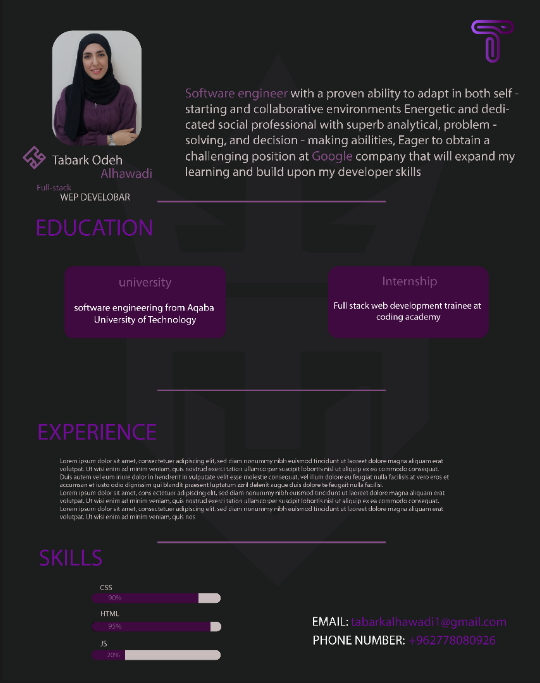 Software engineer with a proven ability to adapt in both self -
starting and collaborative environments Energetic and dedi-
cated social professional with superb analytical, problem -
solving, and decision - making abilities, Eager to obtain a
challenging position at Google company that will expand my
learning and build upon my developer skills
Tabark Odeh
Alhawadi
Full-stack
WEP DEVELOBAR
EDUCATION
university
software engineering from Aqaba
University of Technology
Internship
Full stack web development trainee at
coding academy
EXPERIENCE
Lorem ipsum dolor sit amet, consectetuer adipiscing elit, sed diam nonummy nibh euismod tincidunt ut laoreet dolore magna aliquam erat
volutpat. Ut wisi enim ad minim veniam, quis nostrud exerci tation ullamcorper suscipit lobortis nisl ut aliquip ex ea commodo consequat.
Duis autem vel eum iriure dolor in hendrerit in vulputate velit esse molestie consequat, vel illum dolore eu feugiat nulla facilisis at vero eros et
accumsan et iusto odio dignissim qui blandit praesent luptatum zzril delenit augue duis dolore te feugait nulla facilisi.
Lorem ipsum dolor sit amet, cons ectetuer adipiscing elit, sed diam nonummy nibh euismod tincidunt ut laoreet dolore magna aliquam erat
volutpat. Ut wisi enim ad minim veniam, quis nostrud exerci tation ullamcorper suscipit lobortis nisl ut aliquip ex ea commodo consequat.
Lorem ipsum dolor sit amet, consectetuer adipiscing elit, sed diam nonummy nibh euismod tincidunt ut laoreet dolore magna aliquam erat
volutpat. Ut wisi enim ad minim veniam, quis nos
SKILLS
CSS
90%
HTML
95%
JS
20%
EMAIL: tabarkalhawadi1@gmail.com
PHONE NUMBER: +962778080926